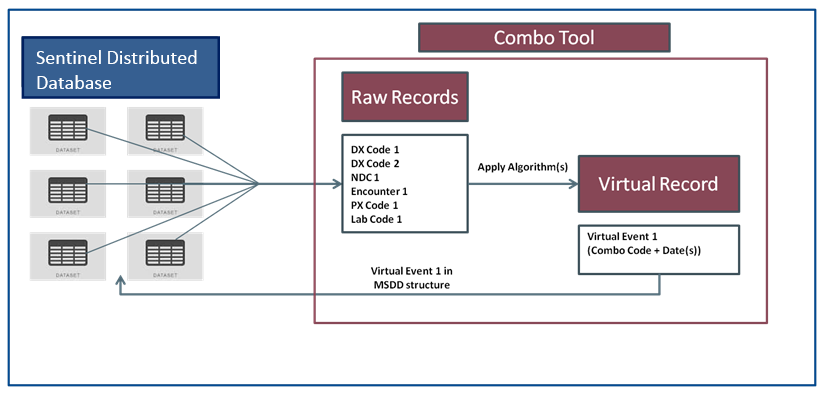 Combo Tool
Sentinel Distributed
Database
Raw Records
DATASET
DATASET
DATASET
DATASET
DATASET
DATASET
DX Code 1
DX Code 2
NDC 1
Encounter 1
PX Code 1
Lab Code 1
Apply Algorithm(s)
Virtual Record
Virtual Event 1
(Combo Code + Date(s))
Virtual Event 1 in
MSDD structure